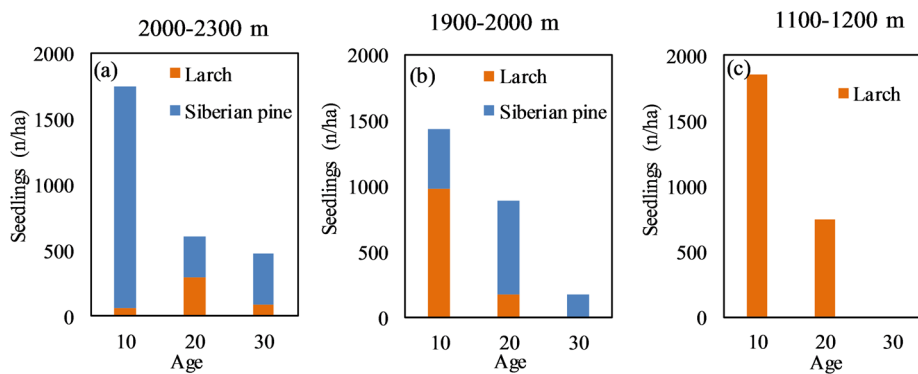 2000-2300 m
(a)
Larch
Siberian pine
Seedlings (n/ha)
2000
1500
1000
500
0
10 20 30
Age
1900-2000 m
(b)
Larch
Siberian pine
Seedlings (n/ha)
2000
1500
1000
500
0
10 20 30
Age
1100-1200 m
(c)
Larch
Seedlings (n/ha)
2000
1500
1000
500
0
10 20 30
Age